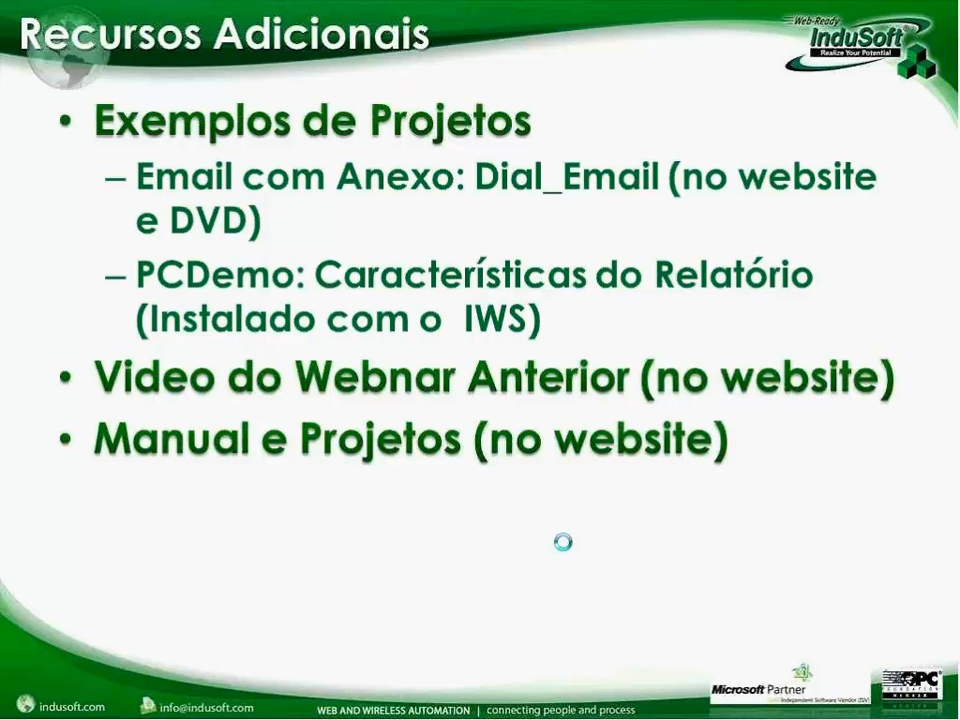 Recursos Adicionais
Web-Ready
InduSoft
Realize Your Potential
• Exemplos de Projetos
– Email com Anexo: Dial_Email (no website
e DVD)
– PCDemo: Características do Relatório
(Instalado com o IWS)
• Video do Webnar Anterior (no website)
• Manual e Projetos (no website)
indusoft.com
info@indusoft.com
WEB AND WIRELESS AUTOMATION | connecting people and process
Microsoft Partner
Independent Software Vendor (ISV)
OPC
FOUNDATION
MEMBER